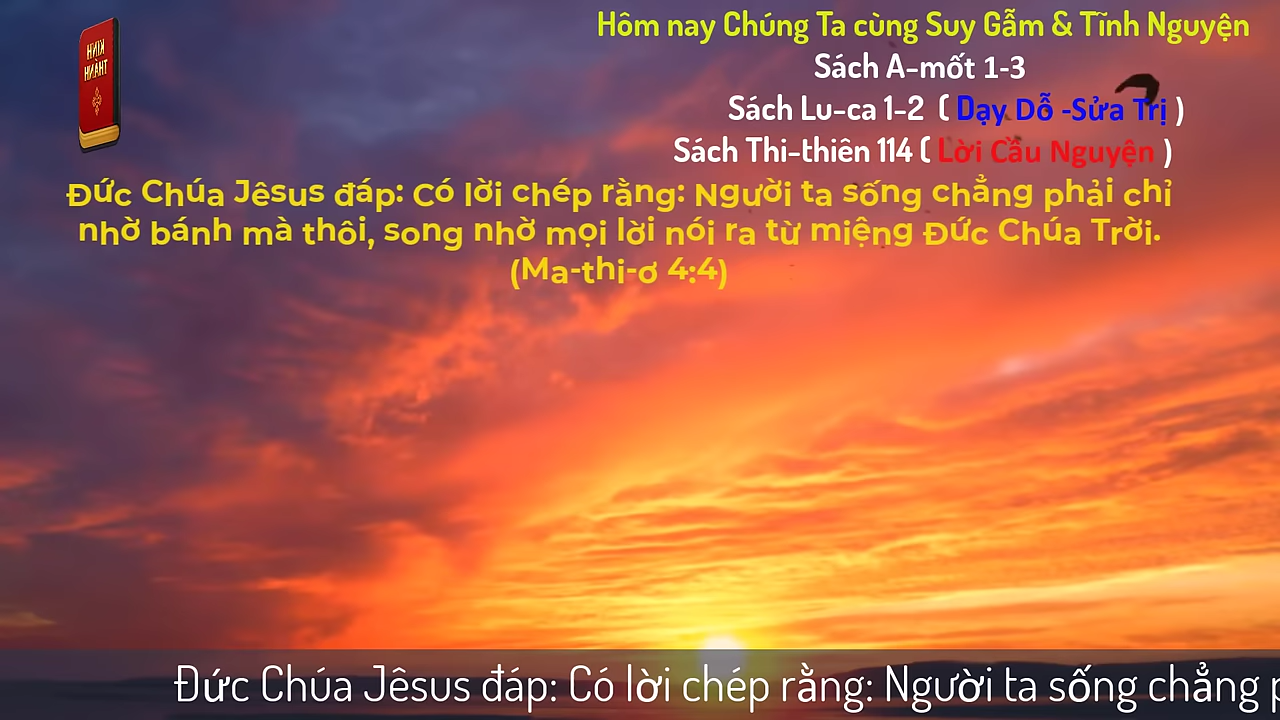 KINH
THÁNH
Hôm nay Chúng Ta cùng Suy Gẫm & Tĩnh Nguyện
Sách A-mốt 1-3
Sách Lu-ca 1-2 ( Dạy Dỗ -Sửa Trị )
Sách Thi-thiên 114 ( Lời Cầu Nguyện )
Đức Chúa Jêsus đáp: Có lời chép rằng: Người ta sống chẳng phải chỉ
nhờ bánh mà thôi, song nhờ mọi lời nói ra từ miệng Đức Chúa Trời.
(Ma-thi-ơ 4:4)
Đức Chúa Jêsus đáp: Có lời chép rằng: Người ta sống chẳng p